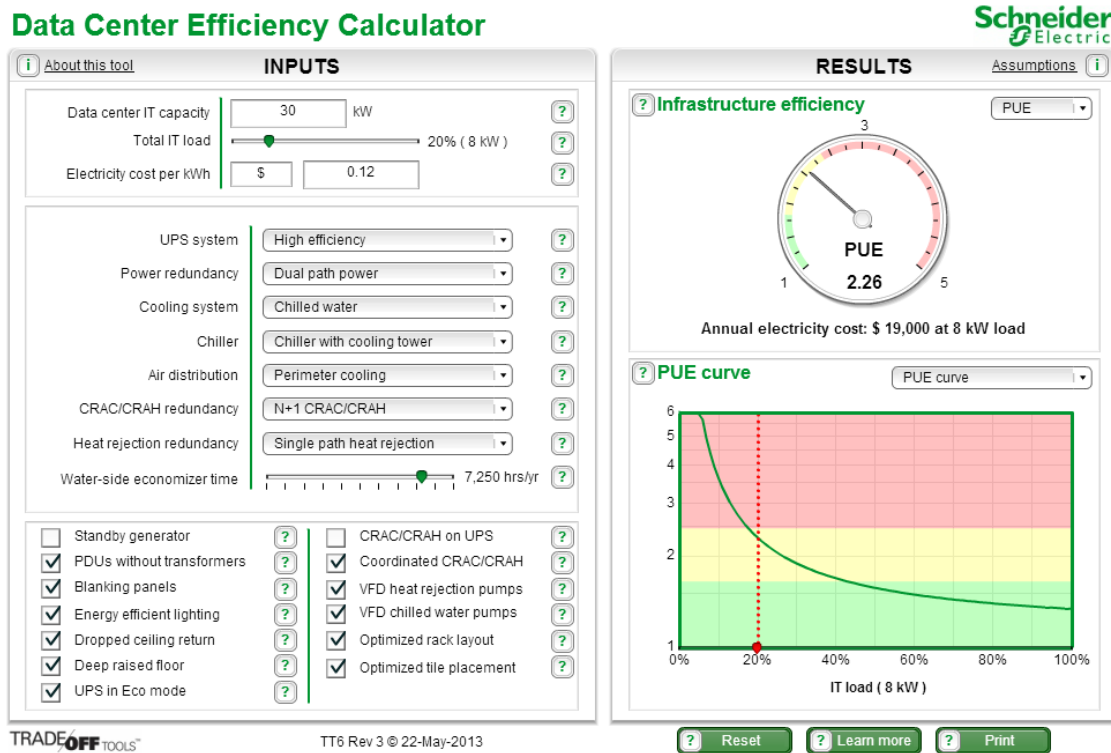 Data Center Efficiency Calculator
Schneider
Electric
i About this tool
INPUTS
Data center IT capacity 30 kW ?
Total IT load 20% ( 8 kW ) ?
Electricity cost per kWh $ 0.12 ?
UPS system High efficiency ?
Power redundancy Dual path power ?
Cooling system Chilled water ?
Chiller Chiller with cooling tower ?
Air distribution Perimeter cooling ?
CRAC/CRAH redundancy N+1 CRAC/CRAH ?
Heat rejection redundancy Single path heat rejection ?
Water-side economizer time 7,250 hrs/yr ?
Standby generator ? CRAC/CRAH on UPS ?
PDUs without transformers ? Coordinated CRAC/CRAH ?
Blanking panels ? VFD heat rejection pumps ?
Energy efficient lighting ? VFD chilled water pumps ?
Dropped ceiling return ? Optimized rack layout ?
Deep raised floor ? Optimized tile placement ?
UPS in Eco mode ?
RESULTS
Assumptions i
? Infrastructure efficiency PUE
3
PUE
1 2.26 5
Annual electricity cost: $ 19,000 at 8 kW load
? PUE curve PUE curve
6
5
4
3
2
1
0% 20% 40% 60% 80% 100%
IT load ( 8 kW )
TRADE/OFF TOOLS™
TT6 Rev 3 © 22-May-2013
? Reset ? Learn more ? Print